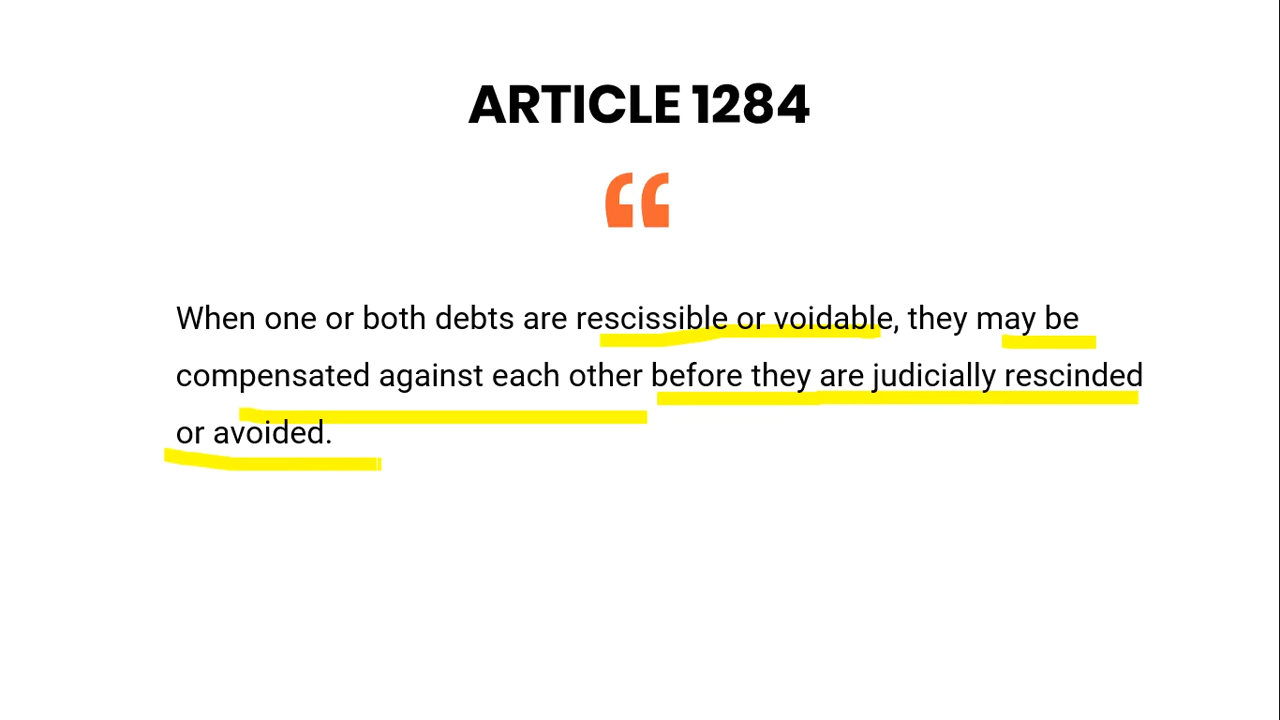 ARTICLE 1284
“
When one or both debts are rescissible or voidable, they may be
compensated against each other before they are judicially rescinded
or avoided.